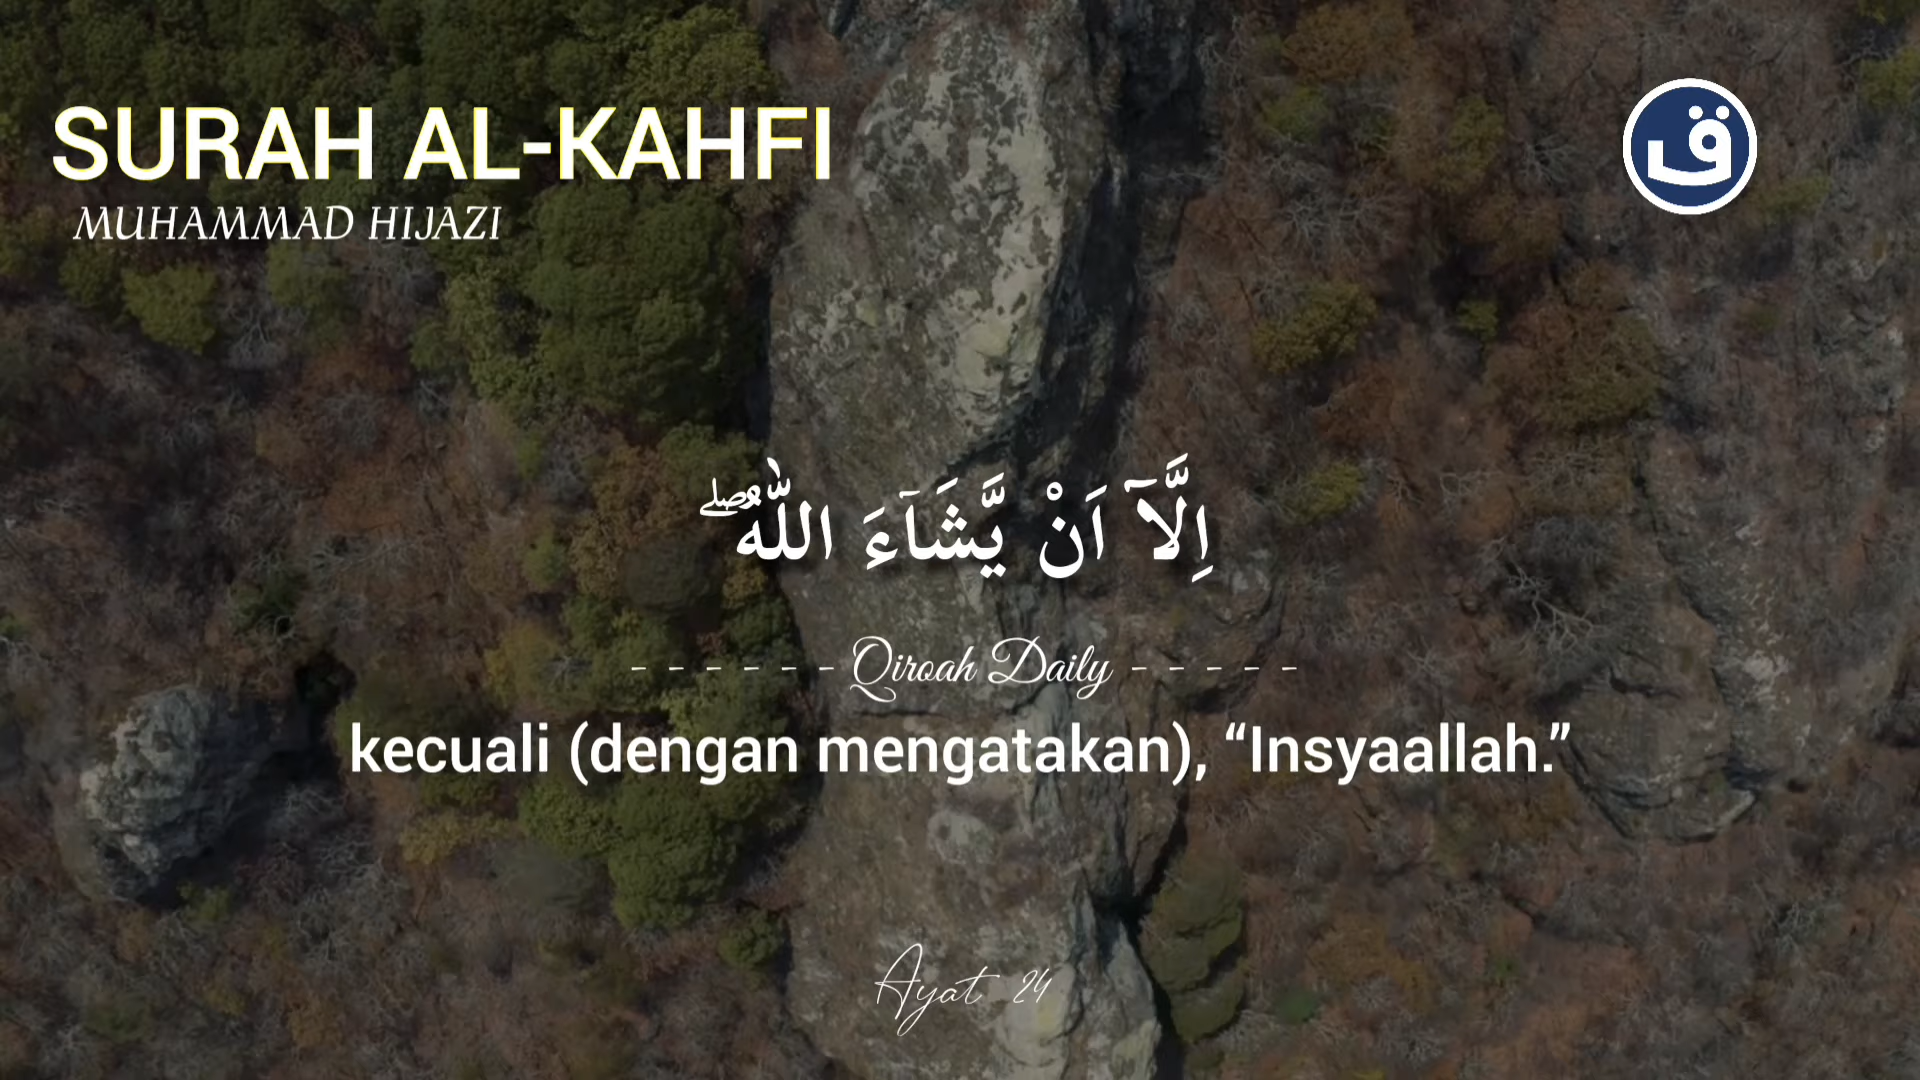 SURAH AL-KAHFI
MUHAMMAD HIJAZI
ق
اِلَّآ اَنْ يَّشَاۤءَ اللّٰهُ ۖ
- - - - - - Qiroah Daily - - - - -
kecuali (dengan mengatakan), “Insyaallah.”
Ayat 24